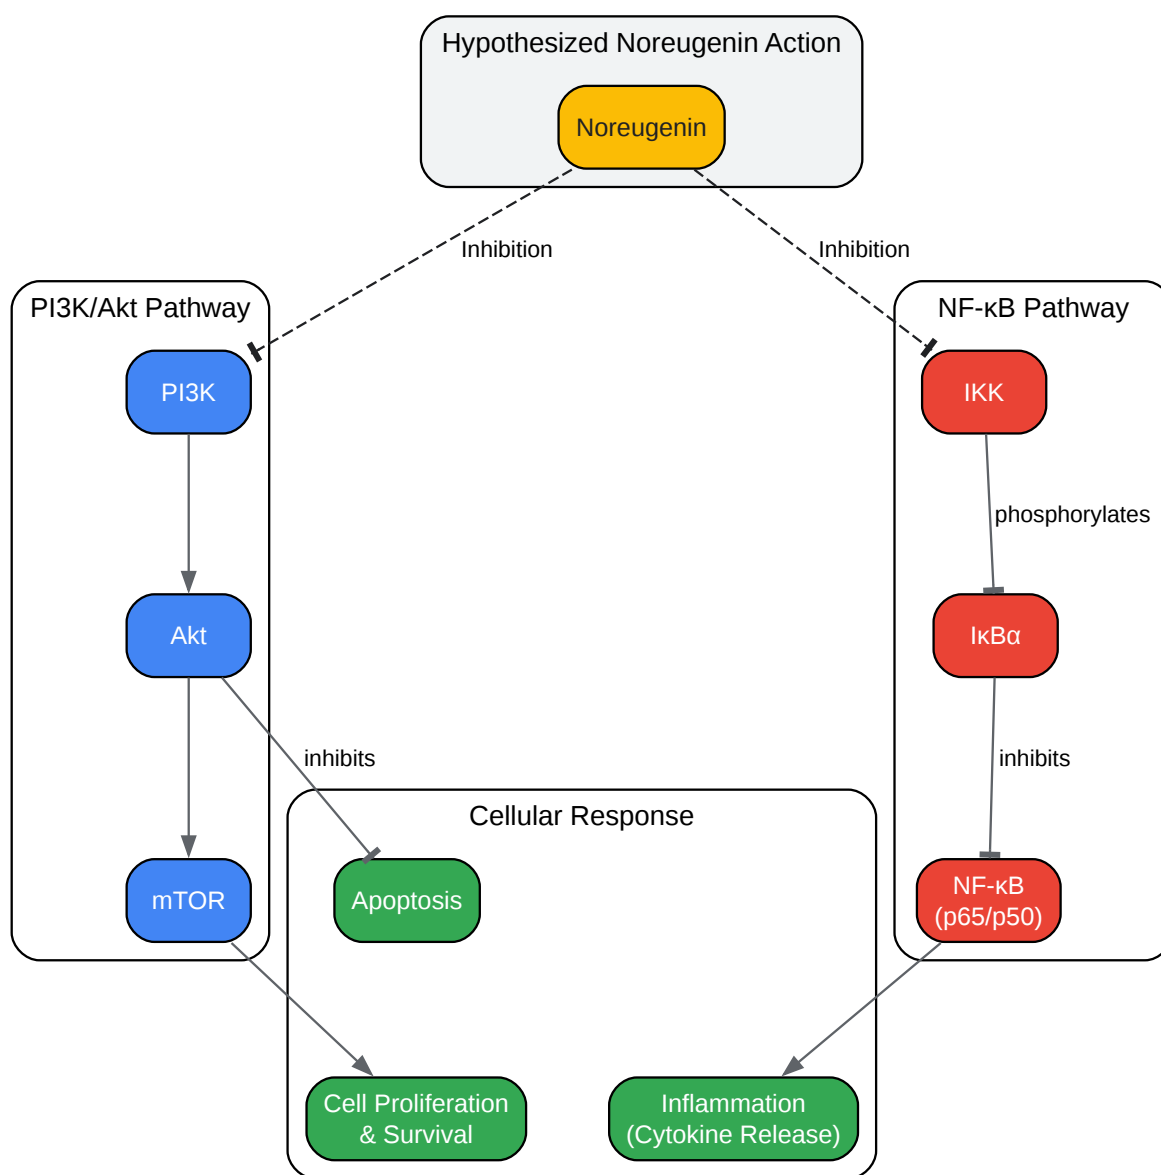 Hypothesized Noreugenin Action
Noreugenin
Inhibition
Inhibition
PI3K/Akt Pathway
NF-κB Pathway
PI3K
IKK
phosphorylates
Akt
IκBα
inhibits
inhibits
Cellular Response
mTOR
Apoptosis
NF-κB
(p65/p50)
Cell Proliferation
& Survival
Inflammation
(Cytokine Release)